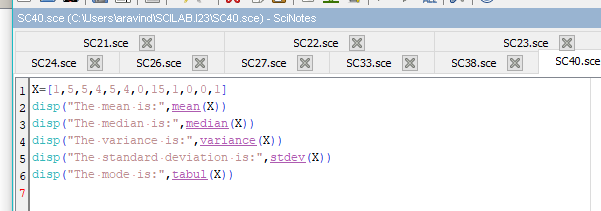 SC40.sce (C:\Users\aravind\SCILAB.I23\SC40.sce) - SciNotes
SC21.sce SC22.sce SC23.sce
SC24.sce SC26.sce SC27.sce SC33.sce SC38.sce SC40.sce
1 X=[1,5,5,4,5,4,0,15,1,0,0,1]
2 disp("The mean is:",mean(X))
3 disp("The median is:",median(X))
4 disp("The variance is:",variance(X))
5 disp("The standard deviation is:",stdev(X))
6 disp("The mode is:",tabul(X))
7